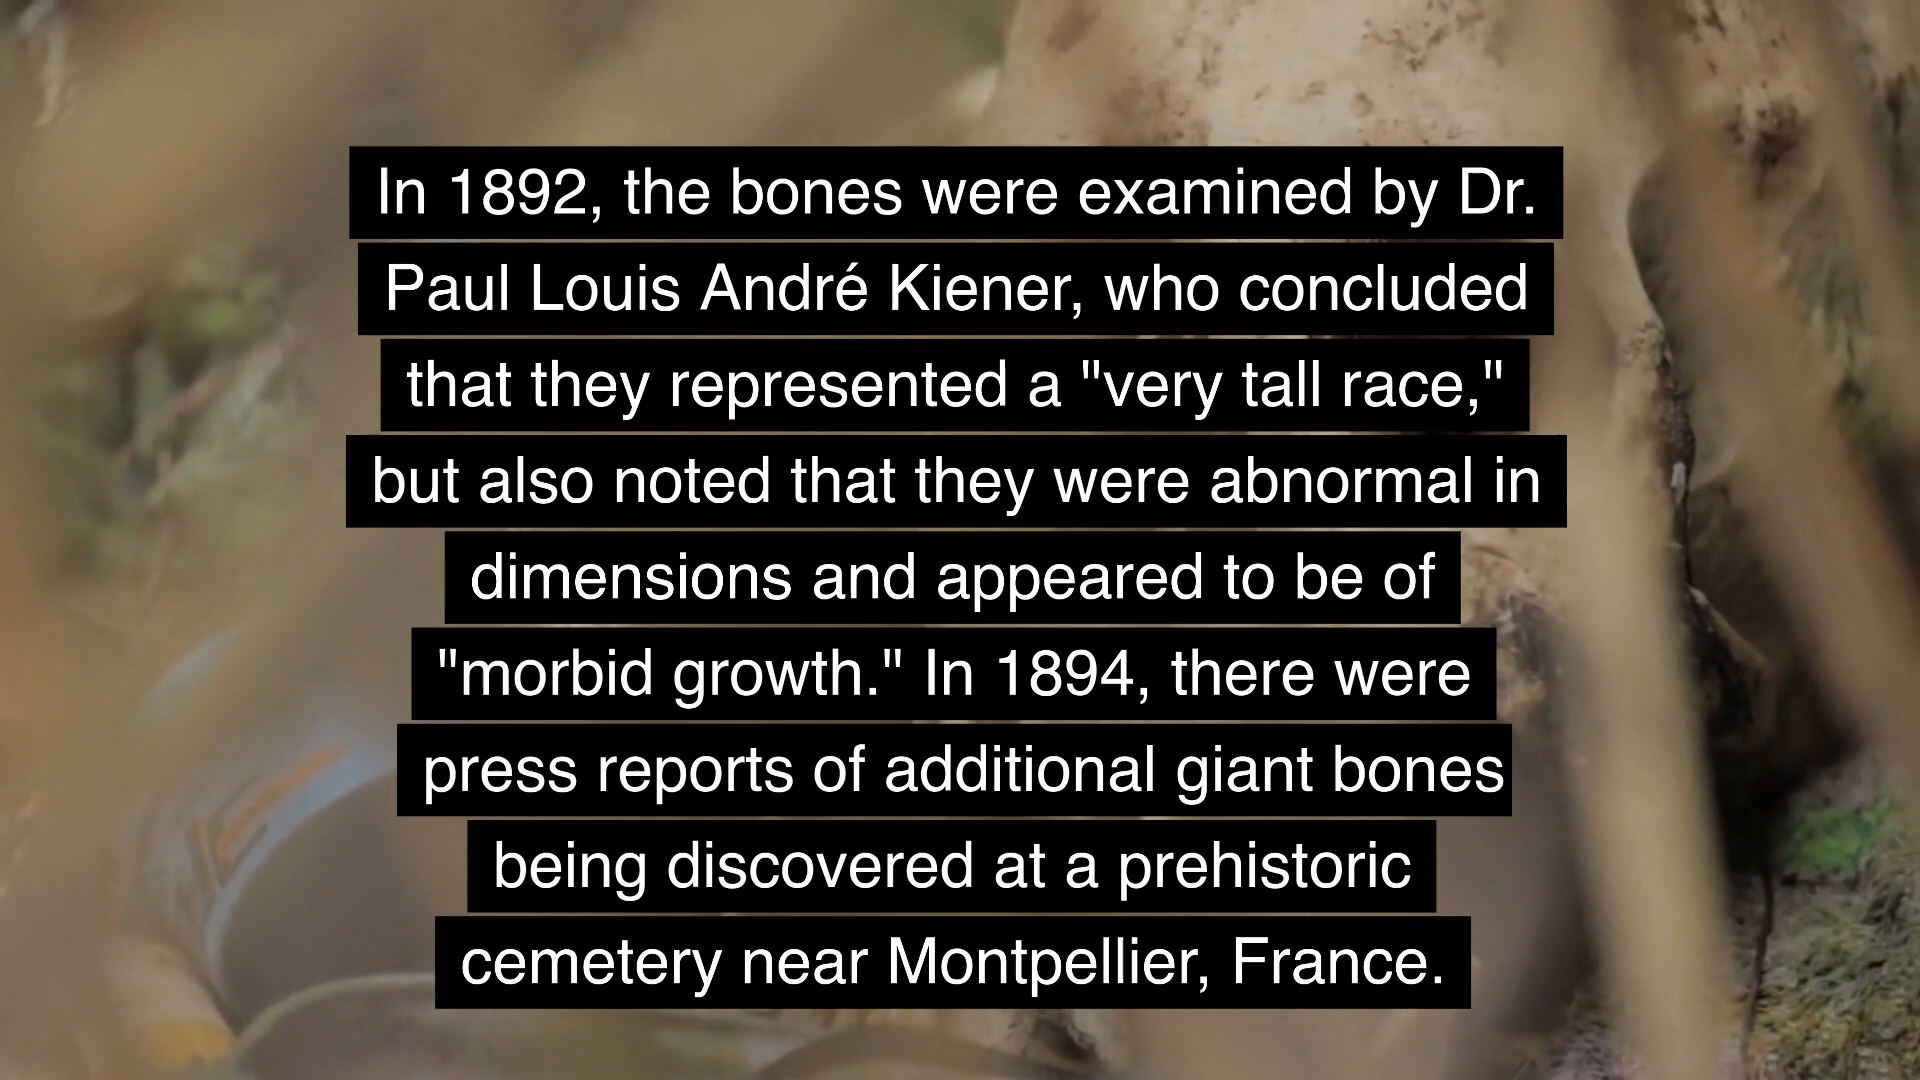 In 1892, the bones were examined by Dr.
Paul Louis André Kiener, who concluded
that they represented a "very tall race,"
but also noted that they were abnormal in
dimensions and appeared to be of
"morbid growth." In 1894, there were
press reports of additional giant bones
being discovered at a prehistoric
cemetery near Montpellier, France.